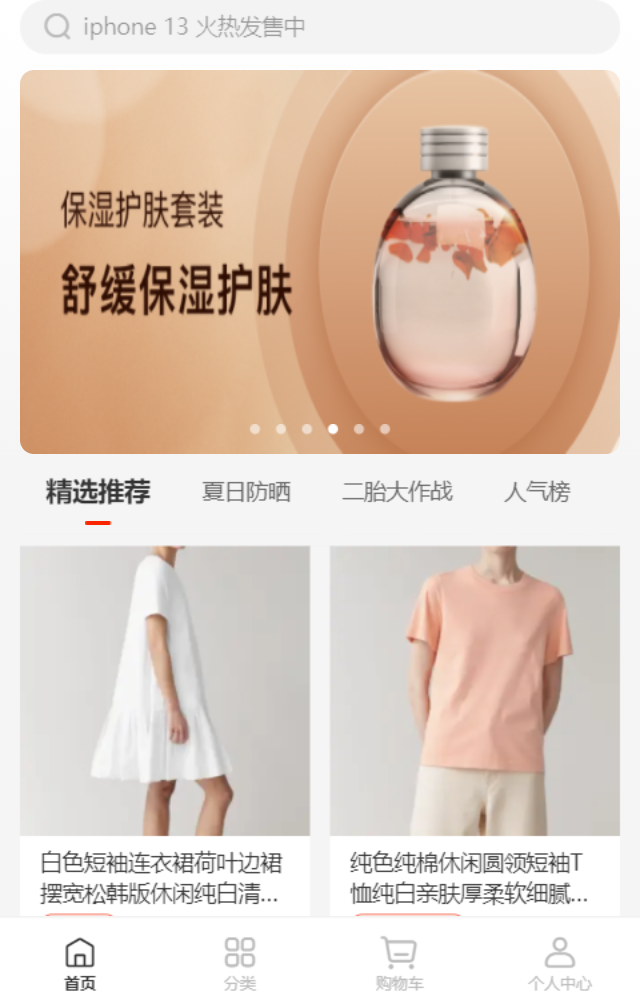 iphone 13 火热发售中
保湿护肤套装
舒缓保湿护肤
精选推荐 夏日防晒 二胎大作战 人气榜
白色短袖连衣裙荷叶边裙 纯色纯棉休闲圆领短袖T
摆宽松韩版休闲纯白清... 恤纯白亲肤厚柔软细腻...
首页 分类 购物车 个人中心